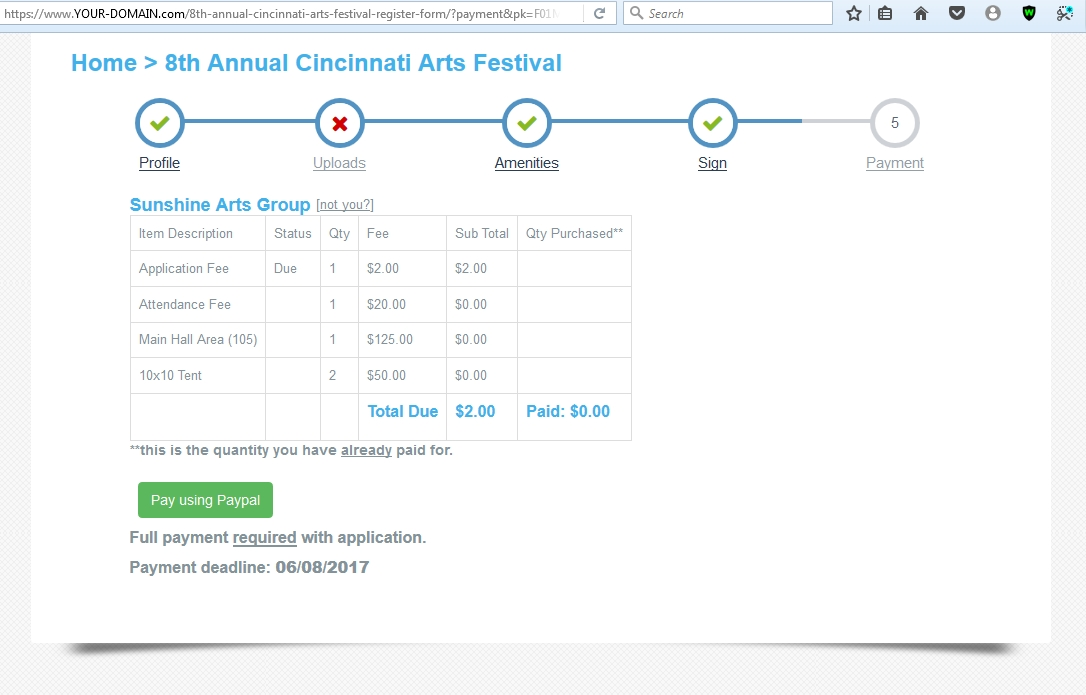 https://www.YOUR-DOMAIN.com/8th-annual-cincinnati-arts-festival-register-form/?payment&pk=F01
Search
Home > 8th Annual Cincinnati Arts Festival
5
Profile Uploads Amenities Sign Payment
Sunshine Arts Group [not you?]
Item Description Status Qty Fee Sub Total Qty Purchased**
Application Fee Due 1 $2.00 $2.00
Attendance Fee 1 $20.00 $0.00
Main Hall Area (105) 1 $125.00 $0.00
10x10 Tent 2 $50.00 $0.00
Total Due $2.00 Paid: $0.00
**this is the quantity you have already paid for.
Pay using Paypal
Full payment required with application.
Payment deadline: 06/08/2017